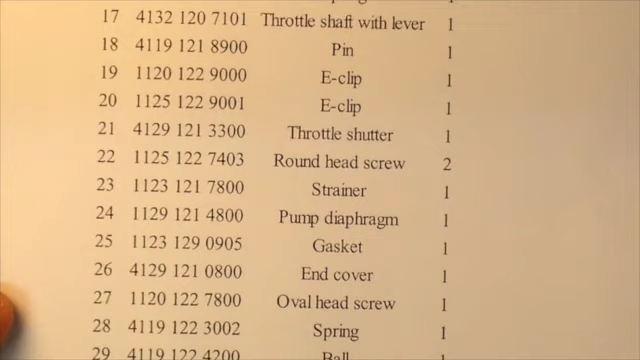 17 4132 120 7101 Throttle shaft with lever 1
18 4119 121 8900 Pin 1
19 1120 122 9000 E-clip 1
20 1125 122 9001 E-clip 1
21 4129 121 3300 Throttle shutter 1
22 1125 122 7403 Round head screw 2
23 1123 121 7800 Strainer 1
24 1129 121 4800 Pump diaphragm 1
25 1123 129 0905 Gasket 1
26 4129 121 0800 End cover 1
27 1120 122 7800 Oval head screw 1
28 4119 122 3002 Spring 1
29 4119 122 4200 Ball 1